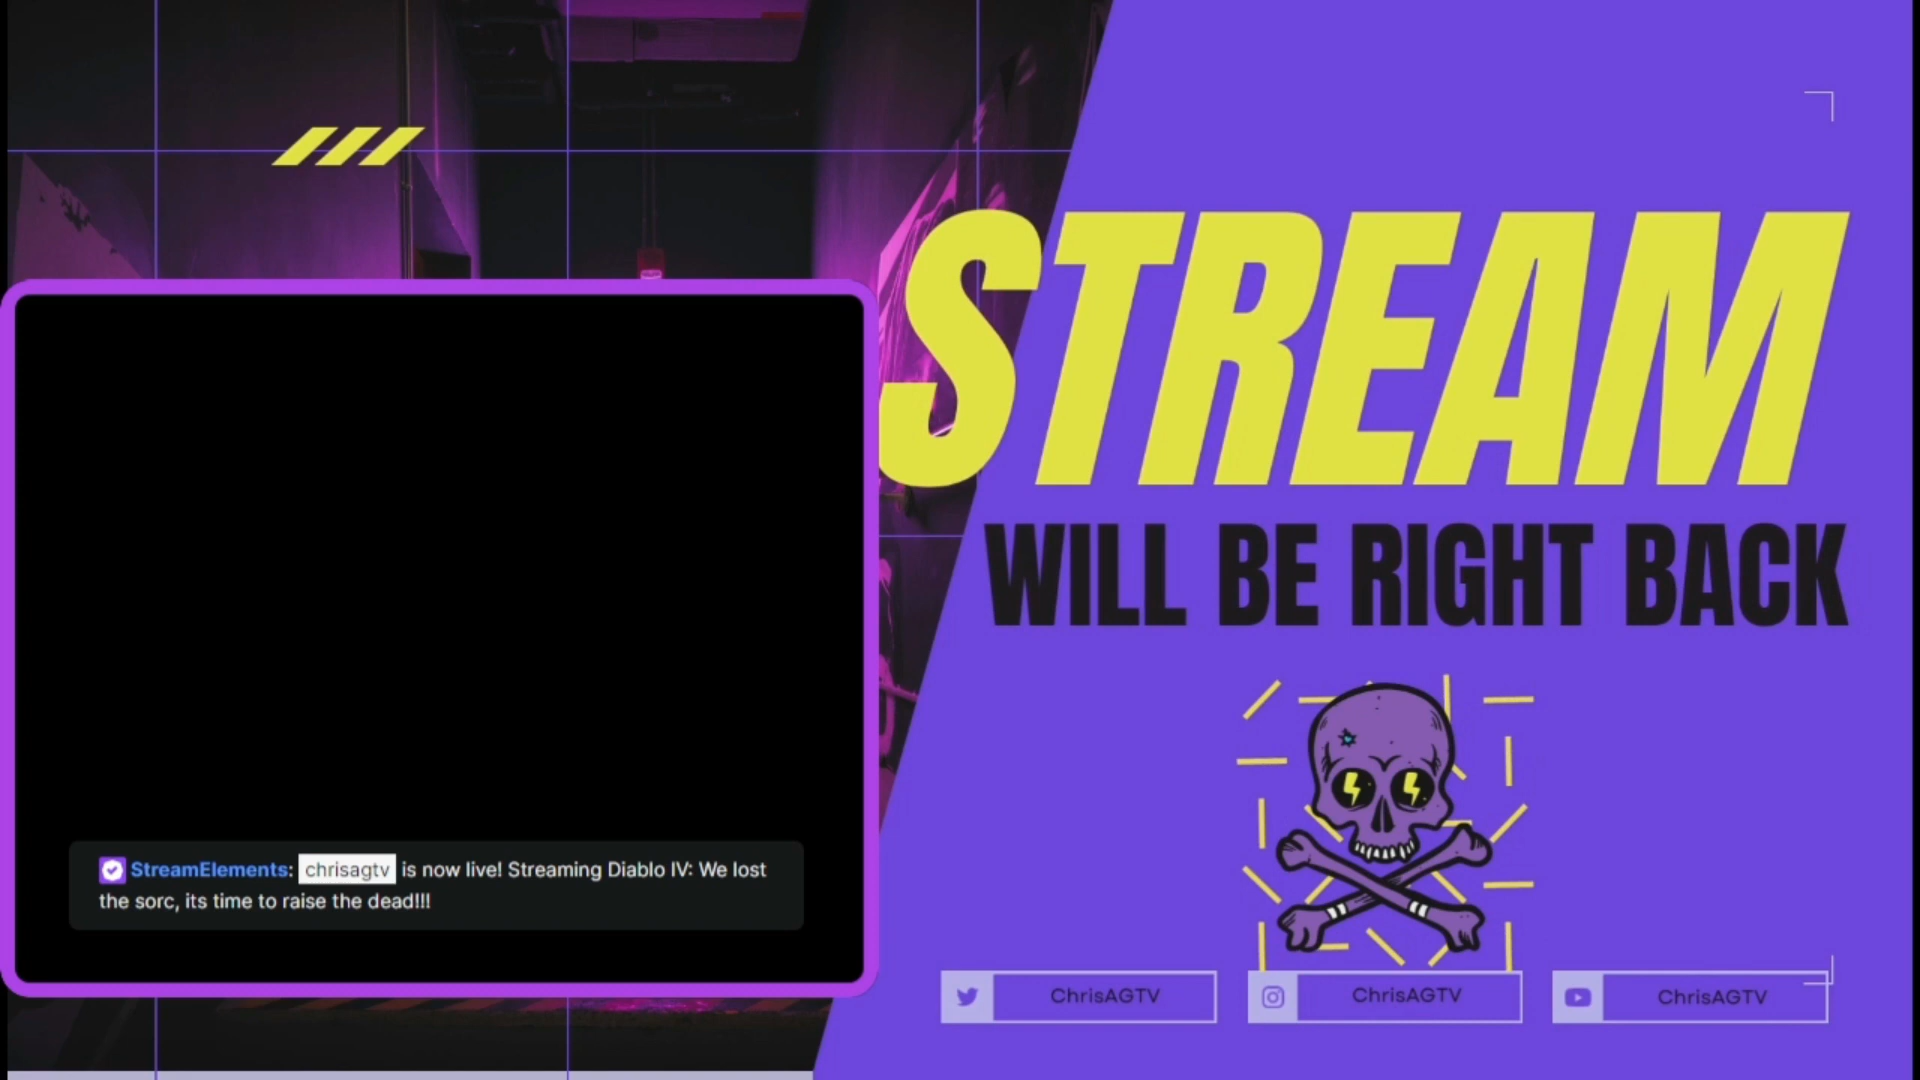 STREAM
WILL BE RIGHT BACK
StreamElements: chrisagtv is now live! Streaming Diablo IV: We lost
the sorc, its time to raise the dead!!!
ChrisAGTV
ChrisAGTV
ChrisAGTV